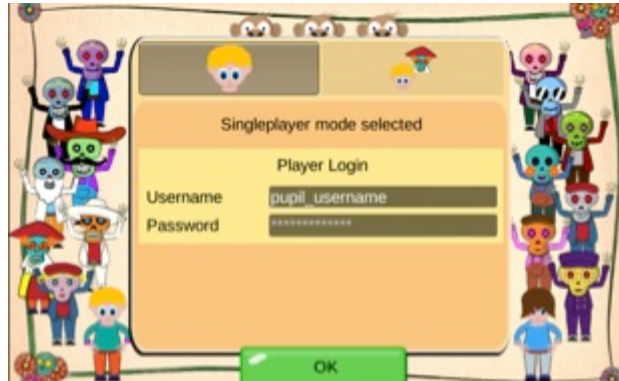 Singleplayer mode selected
Player Login
Username pupil_username
Password *************
OK